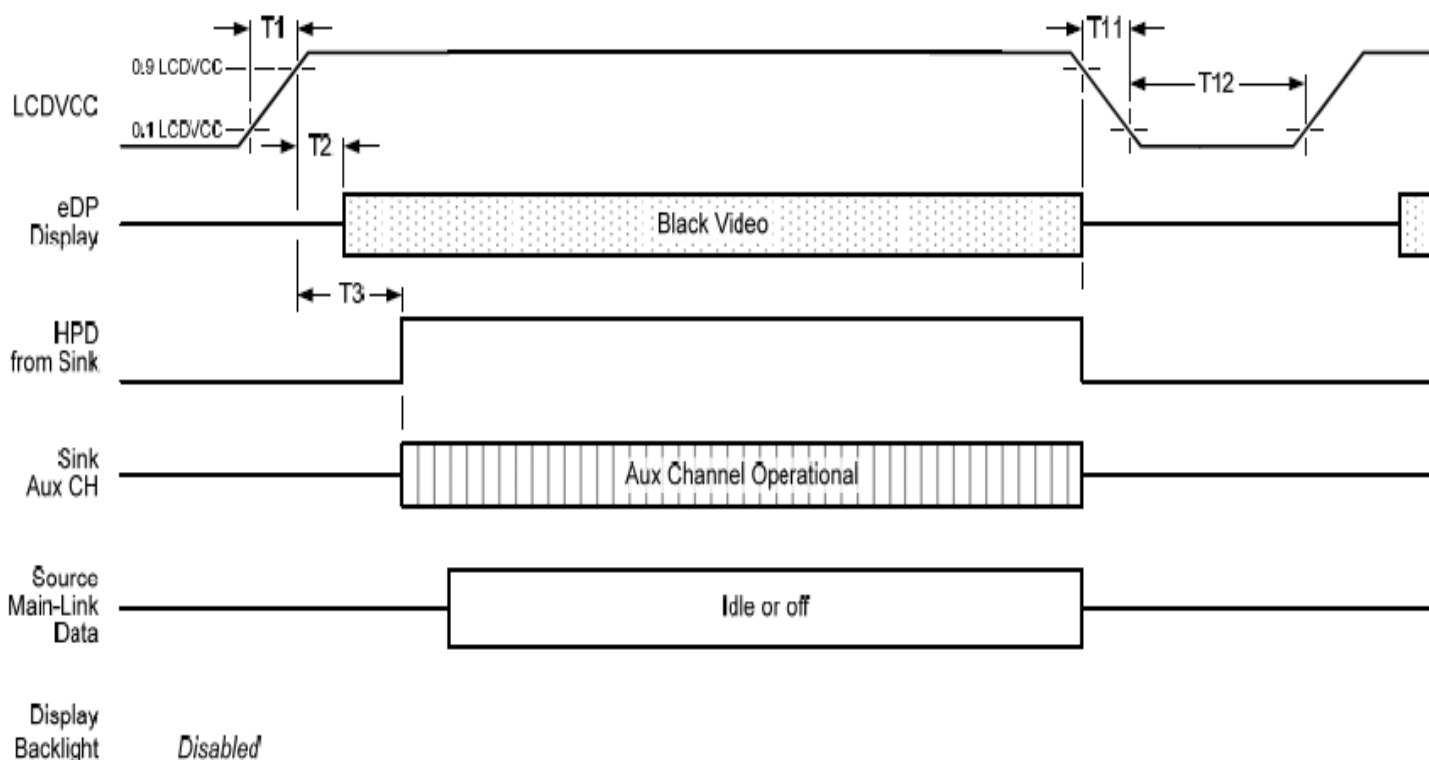 T1
T11
0.9 LCDVCC
LCDVCC
T12
0.1 LCDVCC
T2
eDP
Display
Black Video
T3
HPD
from Sink
Sink
Aux CH
Aux Channel Operational
Source
Main-Link
Data
Idle or off
Display
Backlight
Disabled